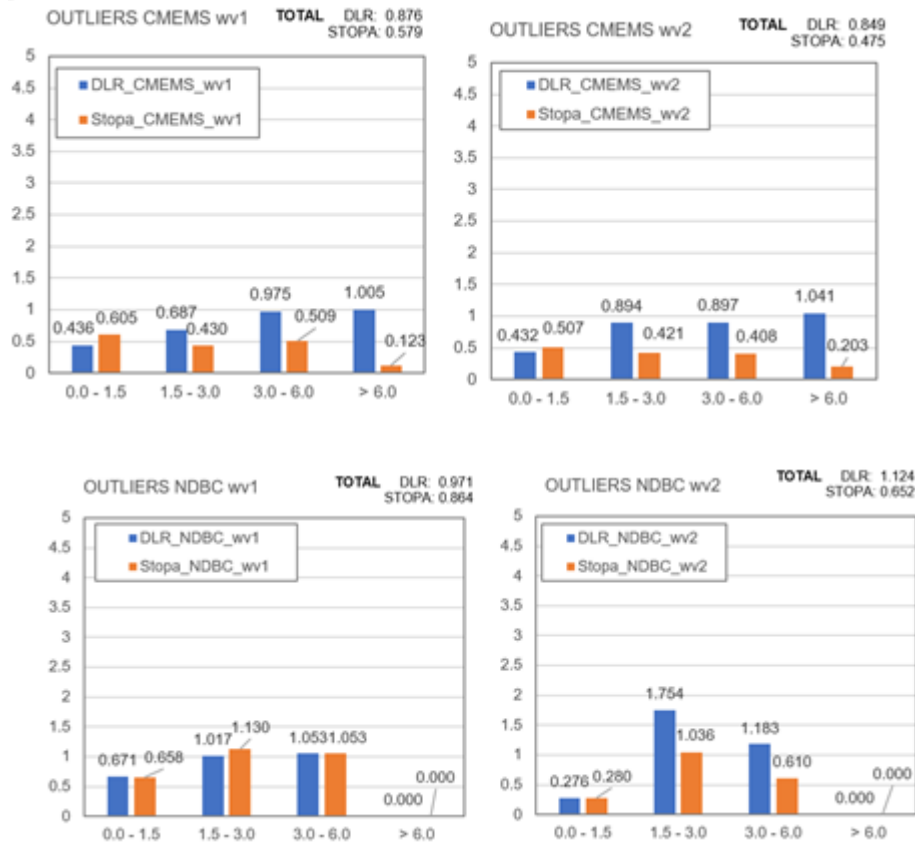 OUTLIERS CMEMS wv1
TOTAL DLR: 0.876
STOPA: 0.579
5
4.5
4
3.5
3
2.5
2
1.5
1
0.5
0
DLR_CMEMS_wv1
Stopa_CMEMS_wv1
0.436 0.605 0.687 0.430 0.975 0.509 1.005 0.123
0.0 - 1.5 1.5 - 3.0 3.0 - 6.0 > 6.0
OUTLIERS CMEMS wv2
TOTAL DLR: 0.849
STOPA: 0.475
5
4.5
4
3.5
3
2.5
2
1.5
1
0.5
0
DLR_CMEMS_wv2
Stopa_CMEMS_wv2
0.432 0.507 0.894 0.421 0.897 0.408 1.041 0.203
0.0 - 1.5 1.5 - 3.0 3.0 - 6.0 > 6.0
OUTLIERS NDBC wv1
TOTAL DLR: 0.971
STOPA: 0.864
5
4.5
4
3.5
3
2.5
2
1.5
1
0.5
0
DLR_NDBC_wv1
Stopa_NDBC_wv1
0.671 0.658 1.017 1.130 1.053 1.053 0.000 0.000
0.0 - 1.5 1.5 - 3.0 3.0 - 6.0 > 6.0
OUTLIERS NDBC wv2
TOTAL DLR: 1.124
STOPA: 0.652
5
4.5
4
3.5
3
2.5
2
1.5
1
0.5
0
DLR_NDBC_wv2
Stopa_NDBC_wv2
0.276 0.280 1.754 1.036 1.183 0.610 0.000 0.000
0.0 - 1.5 1.5 - 3.0 3.0 - 6.0 > 6.0